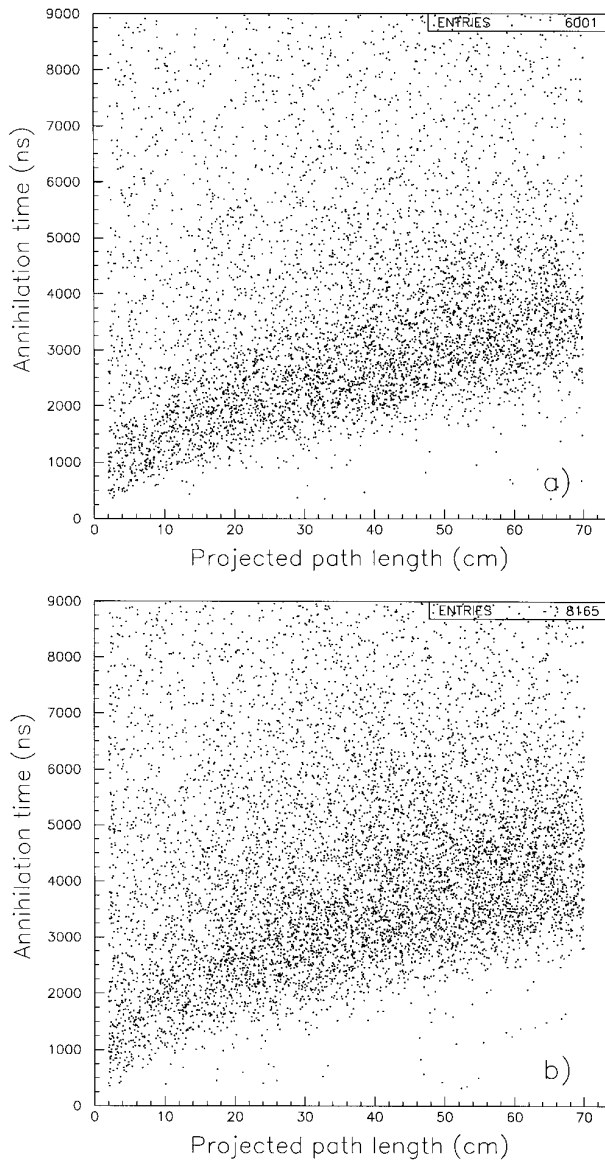 ENTRIES 6001
9000
8000
7000
6000
5000
4000
3000
2000
1000
0
Annihilation time (ns)
a)
0 10 20 30 40 50 60 70
Projected path length (cm)
ENTRIES 8165
9000
8000
7000
6000
5000
4000
3000
2000
1000
0
Annihilation time (ns)
b)
0 10 20 30 40 50 60 70
Projected path length (cm)